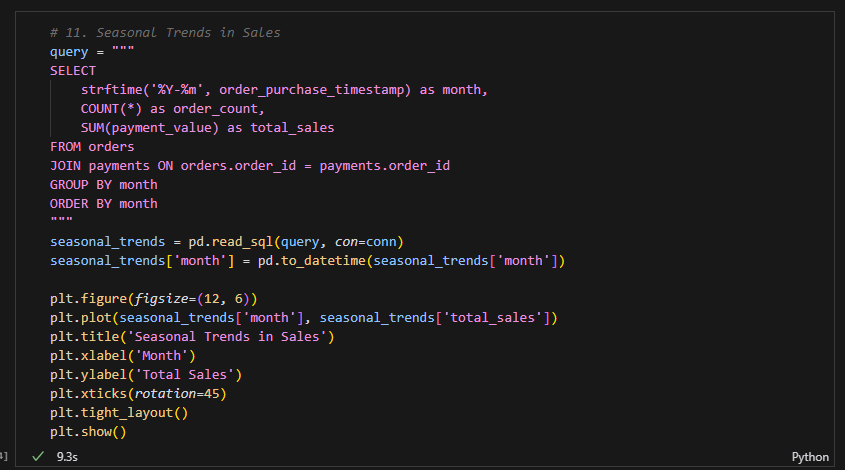 # 11. Seasonal Trends in Sales
query = """
SELECT
    strftime('%Y-%m', order_purchase_timestamp) as month,
    COUNT(*) as order_count,
    SUM(payment_value) as total_sales
FROM orders
JOIN payments ON orders.order_id = payments.order_id
GROUP BY month
ORDER BY month
"""
seasonal_trends = pd.read_sql(query, con=conn)
seasonal_trends['month'] = pd.to_datetime(seasonal_trends['month'])

plt.figure(figsize=(12, 6))
plt.plot(seasonal_trends['month'], seasonal_trends['total_sales'])
plt.title('Seasonal Trends in Sales')
plt.xlabel('Month')
plt.ylabel('Total Sales')
plt.xticks(rotation=45)
plt.tight_layout()
plt.show()
✓ 9.3s Python